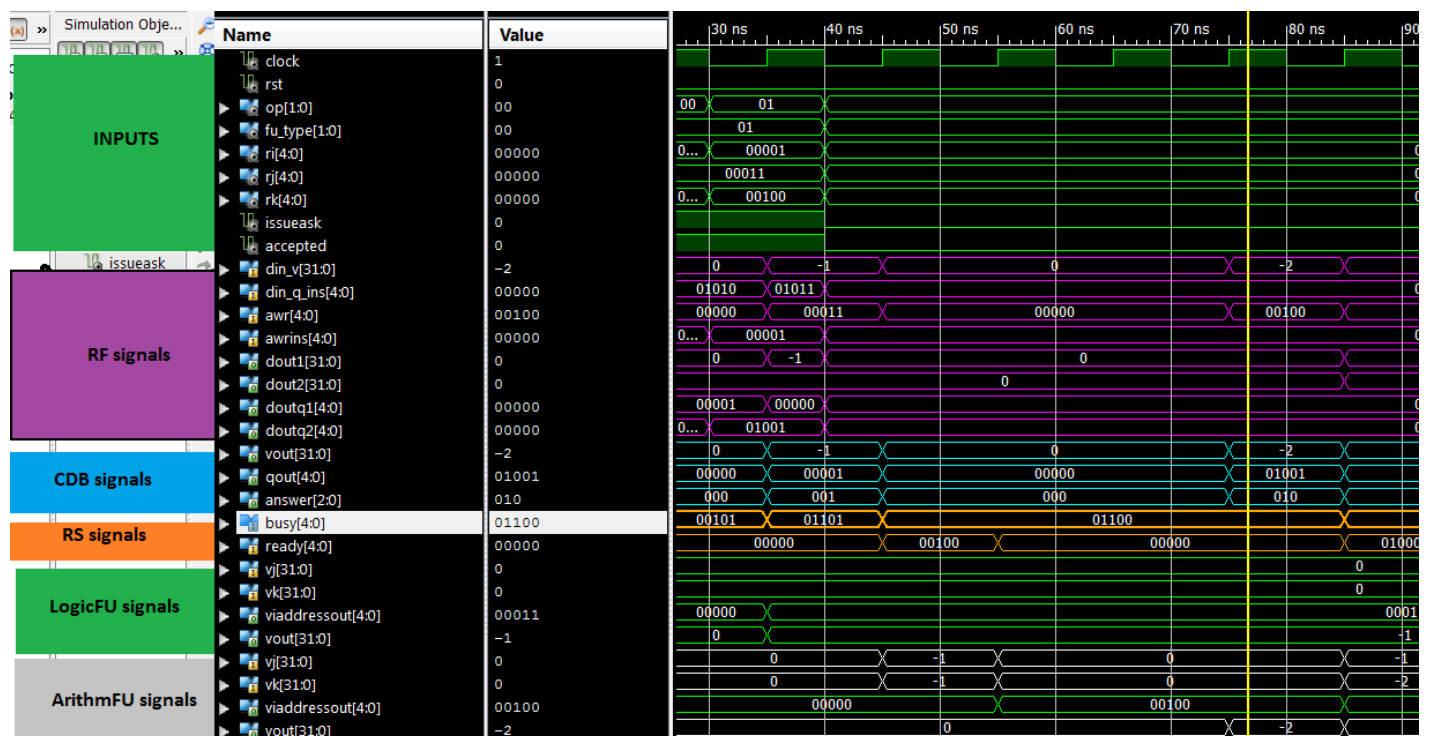 (x) » Simulation Obje...
»
Name Value
30 ns 40 ns 50 ns 60 ns 70 ns 80 ns 90
INPUTS
clock 1
rst 0
op[1:0] 00 00 01
fu_type[1:0] 00 01
ri[4:0] 00000 0... 00001
rj[4:0] 00000 00011
rk[4:0] 00000 0... 00100
issueask 0
accepted 0
issueask
RF signals
din_v[31:0] -2 0 -1 0 -2
din_q_ins[4:0] 00000 01010 01011
awr[4:0] 00100 00000 00011 00000 00100
awrins[4:0] 00000 0... 00001
dout1[31:0] 0 0 -1 0
dout2[31:0] 0 0
doutq1[4:0] 00000 00001 00000
doutq2[4:0] 00000 0... 01001
CDB signals
vout[31:0] -2 0 -1 0 -2
qout[4:0] 01001 00000 00001 00000 01001
answer[2:0] 010 000 001 000 010
RS signals
busy[4:0] 01100 00101 01101 01100
ready[4:0] 00000 00000 00100 00000 01000
LogicFU signals
vj[31:0] 0 0
vk[31:0] 0 0
viaddressout[4:0] 00011 00000 0001
vout[31:0] -1 0 -1
ArithmFU signals
vj[31:0] 0 0 -1 0 -1
vk[31:0] 0 0 -1 0 -2
viaddressout[4:0] 00100 00000 00100
vout[31:0] -2 0 -2